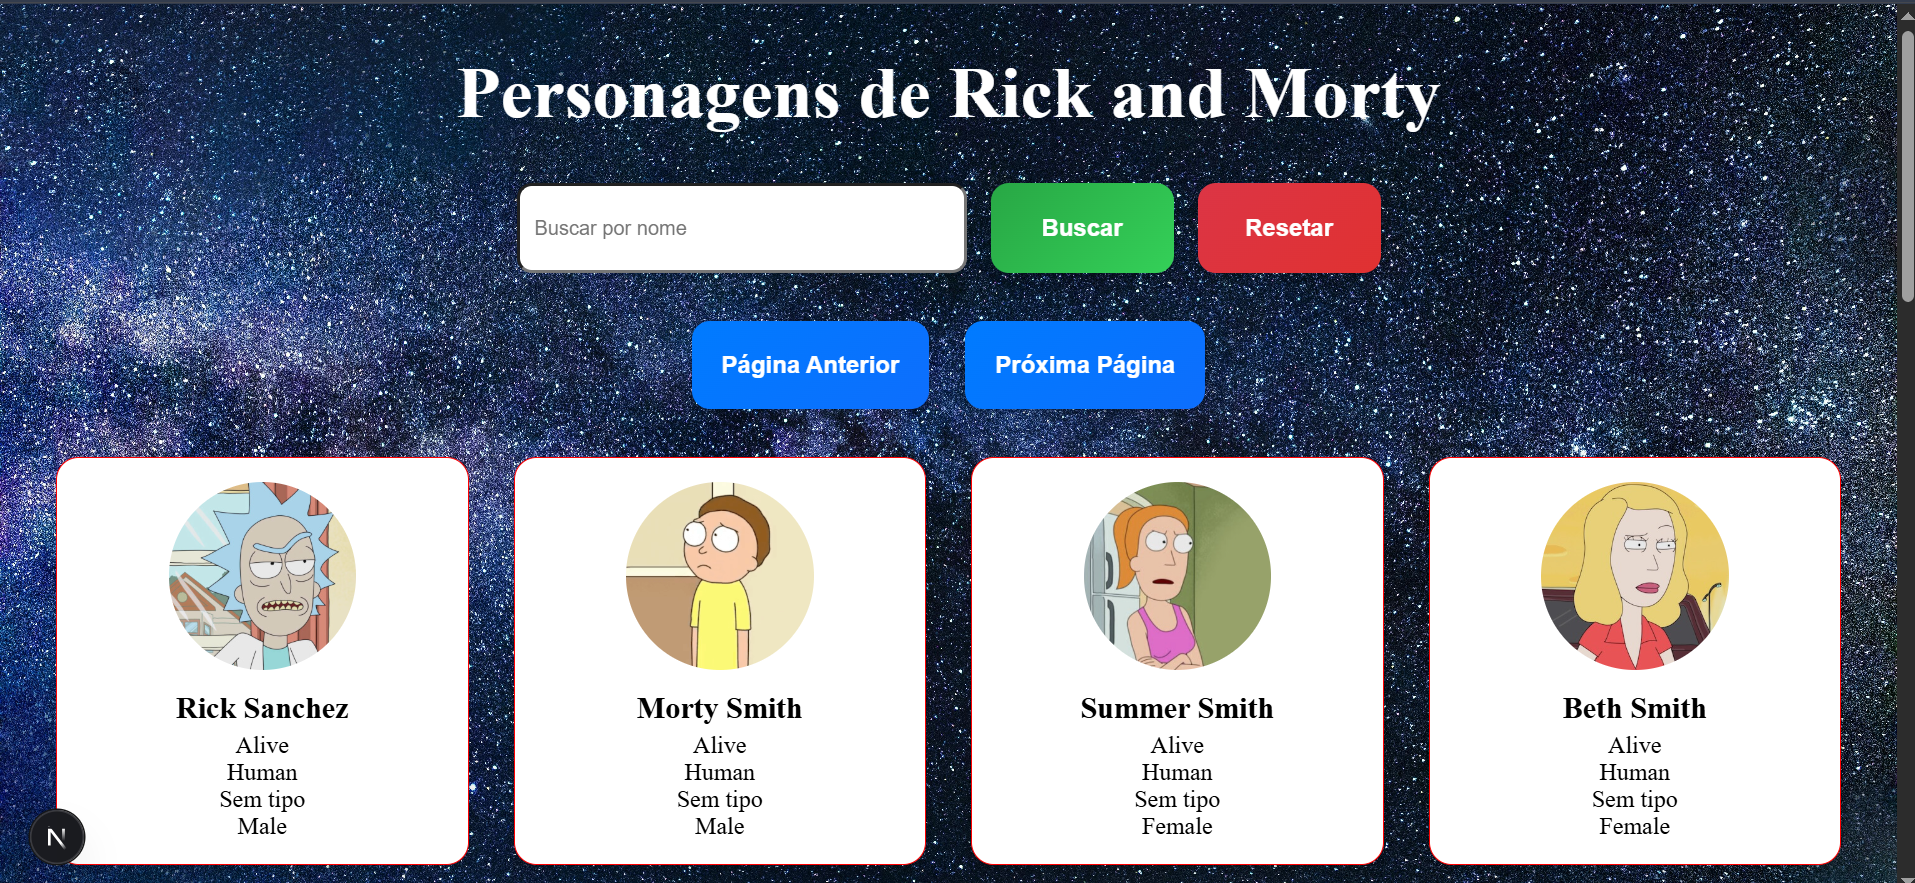 Personagens de Rick and Morty
Buscar por nome
Buscar
Resetar
Página Anterior
Próxima Página
Rick Sanchez
Alive
Human
Sem tipo
Male
Morty Smith
Alive
Human
Sem tipo
Male
Summer Smith
Alive
Human
Sem tipo
Female
Beth Smith
Alive
Human
Sem tipo
Female
N